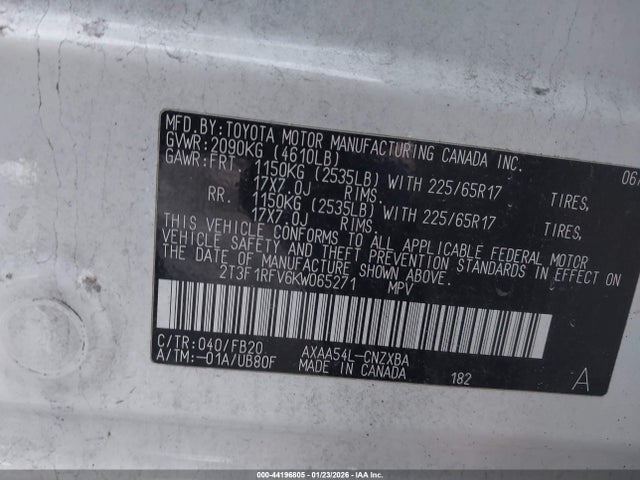 MFD.BY:TOYOTA MOTOR MANUFACTURING CANADA INC. 06/
GVWR:2090KG (4610LB)
GAWR:FRT. 1150KG (2535LB) WITH 225/65R17 TIRES,
17X7.0J RIMS.
RR. 1150KG (2535LB) WITH 225/65R17 TIRES,
17X7.0J RIMS.
THIS VEHICLE CONFORMS TO ALL APPLICABLE FEDERAL MOTOR
VEHICLE SAFETY AND THEFT PREVENTION STANDARDS IN EFFECT ON
THE DATE OF MANUFACTURE SHOWN ABOVE.
2T3F1RFV6KW065271 MPV
C/TR:040/FB20 AXAA54L-CNZXBA
A/TM:-01A/UB80F MADE IN CANADA 182 A
000-44196805 - 01/23/2026 - IAA Inc.